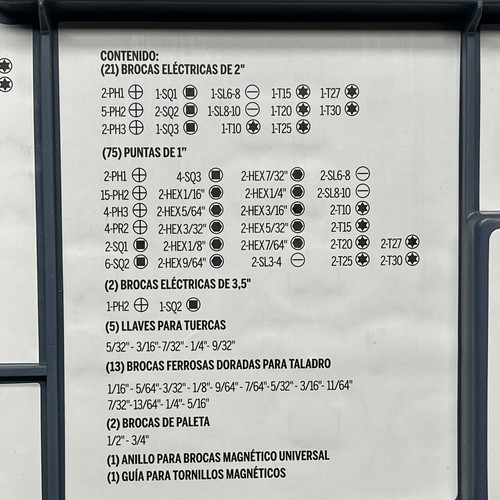 CONTENIDO:
(21) BROCAS ELÉCTRICAS DE 2"
2-PH1 1-SQ1 1-SL6-8 1-T15 1-T27
5-PH2 2-SQ2 1-SL8-10 1-T20 1-T30
2-PH3 1-SQ3 1-T10 1-T25
(75) PUNTAS DE 1"
2-PH1 4-SQ3 2-HEX7/32" 2-SL6-8
15-PH2 2-HEX1/16" 2-HEX1/4" 2-SL8-10
4-PH3 2-HEX5/64" 2-HEX3/16" 2-T10
4-PR2 2-HEX3/32" 2-HEX5/32" 2-T15
2-SQ1 2-HEX1/8" 2-HEX7/64" 2-T20 2-T27
6-SQ2 2-HEX9/64" 2-SL3-4 2-T25 2-T30
(2) BROCAS ELÉCTRICAS DE 3,5"
1-PH2 1-SQ2
(5) LLAVES PARA TUERCAS
5/32" - 3/16"-7/32" - 1/4"- 9/32"
(13) BROCAS FERROSAS DORADAS PARA TALADRO
1/16" - 5/64"-3/32" - 1/8"- 9/64" - 7/64"-5/32" - 3/16"- 11/64"
7/32"-13/64"- 1/4"- 5/16"
(2) BROCAS DE PALETA
1/2" - 3/4"
(1) ANILLO PARA BROCAS MAGNÉTICO UNIVERSAL
(1) GUÍA PARA TORNILLOS MAGNÉTICOS